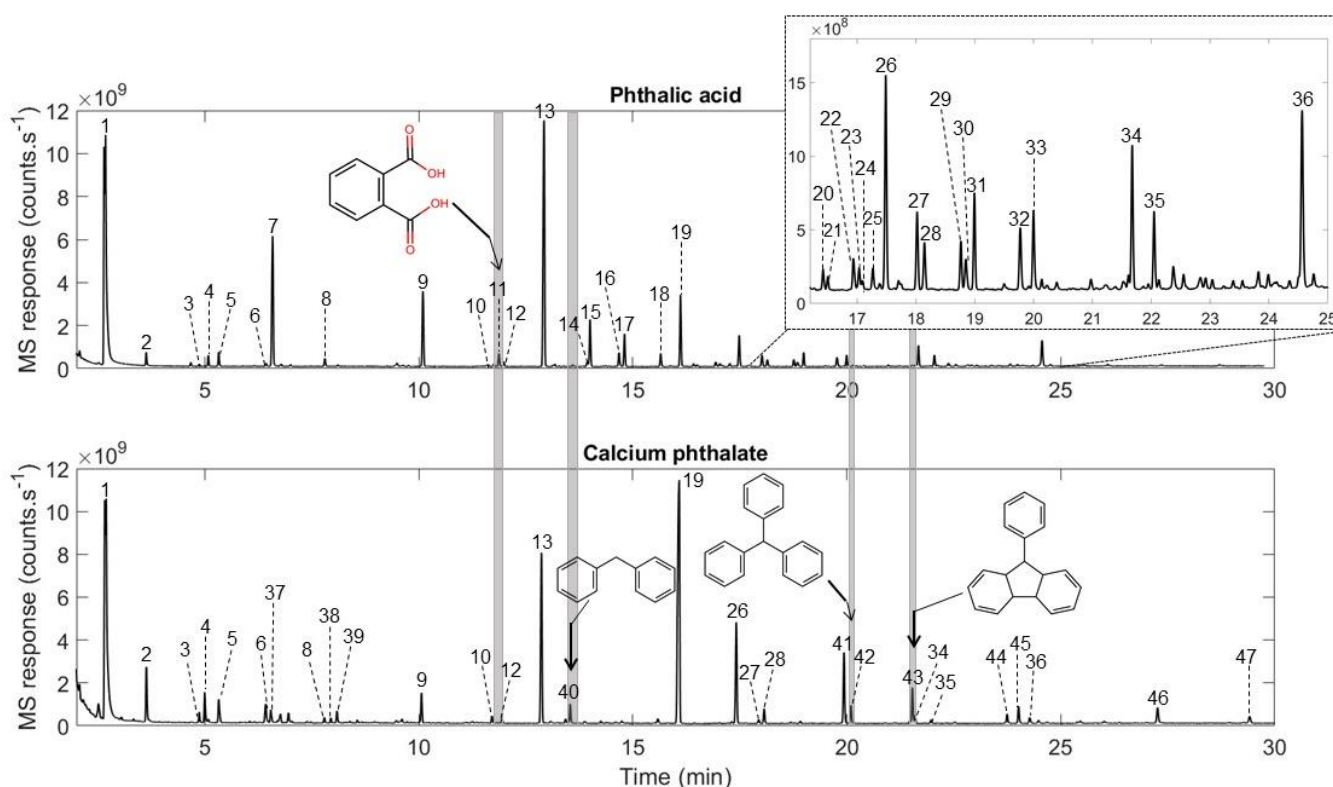 ×10⁸
15
10
5
0
17 18 19 20 21 22 23 24 25
20 21 22 23 24 25 26 27 28 29 30 31 32 33 34 35 36
Phthalic acid
×10⁹
12
10
8
6
4
2
0
MS response (counts.s⁻¹)
1 2 3 4 5 6 7 8 9 10 11 12 13 14 15 16 17 18 19
O
OH
OH
O
5 10 15 20 25 30
Calcium phthalate
×10⁹
12
10
8
6
4
2
0
MS response (counts.s⁻¹)
1 2 3 4 5 6 37 8 38 39 9 10 12 13 40 19 26 27 28 41 42 43 34 35 44 45 36 46 47
5 10 15 20 25 30
Time (min)